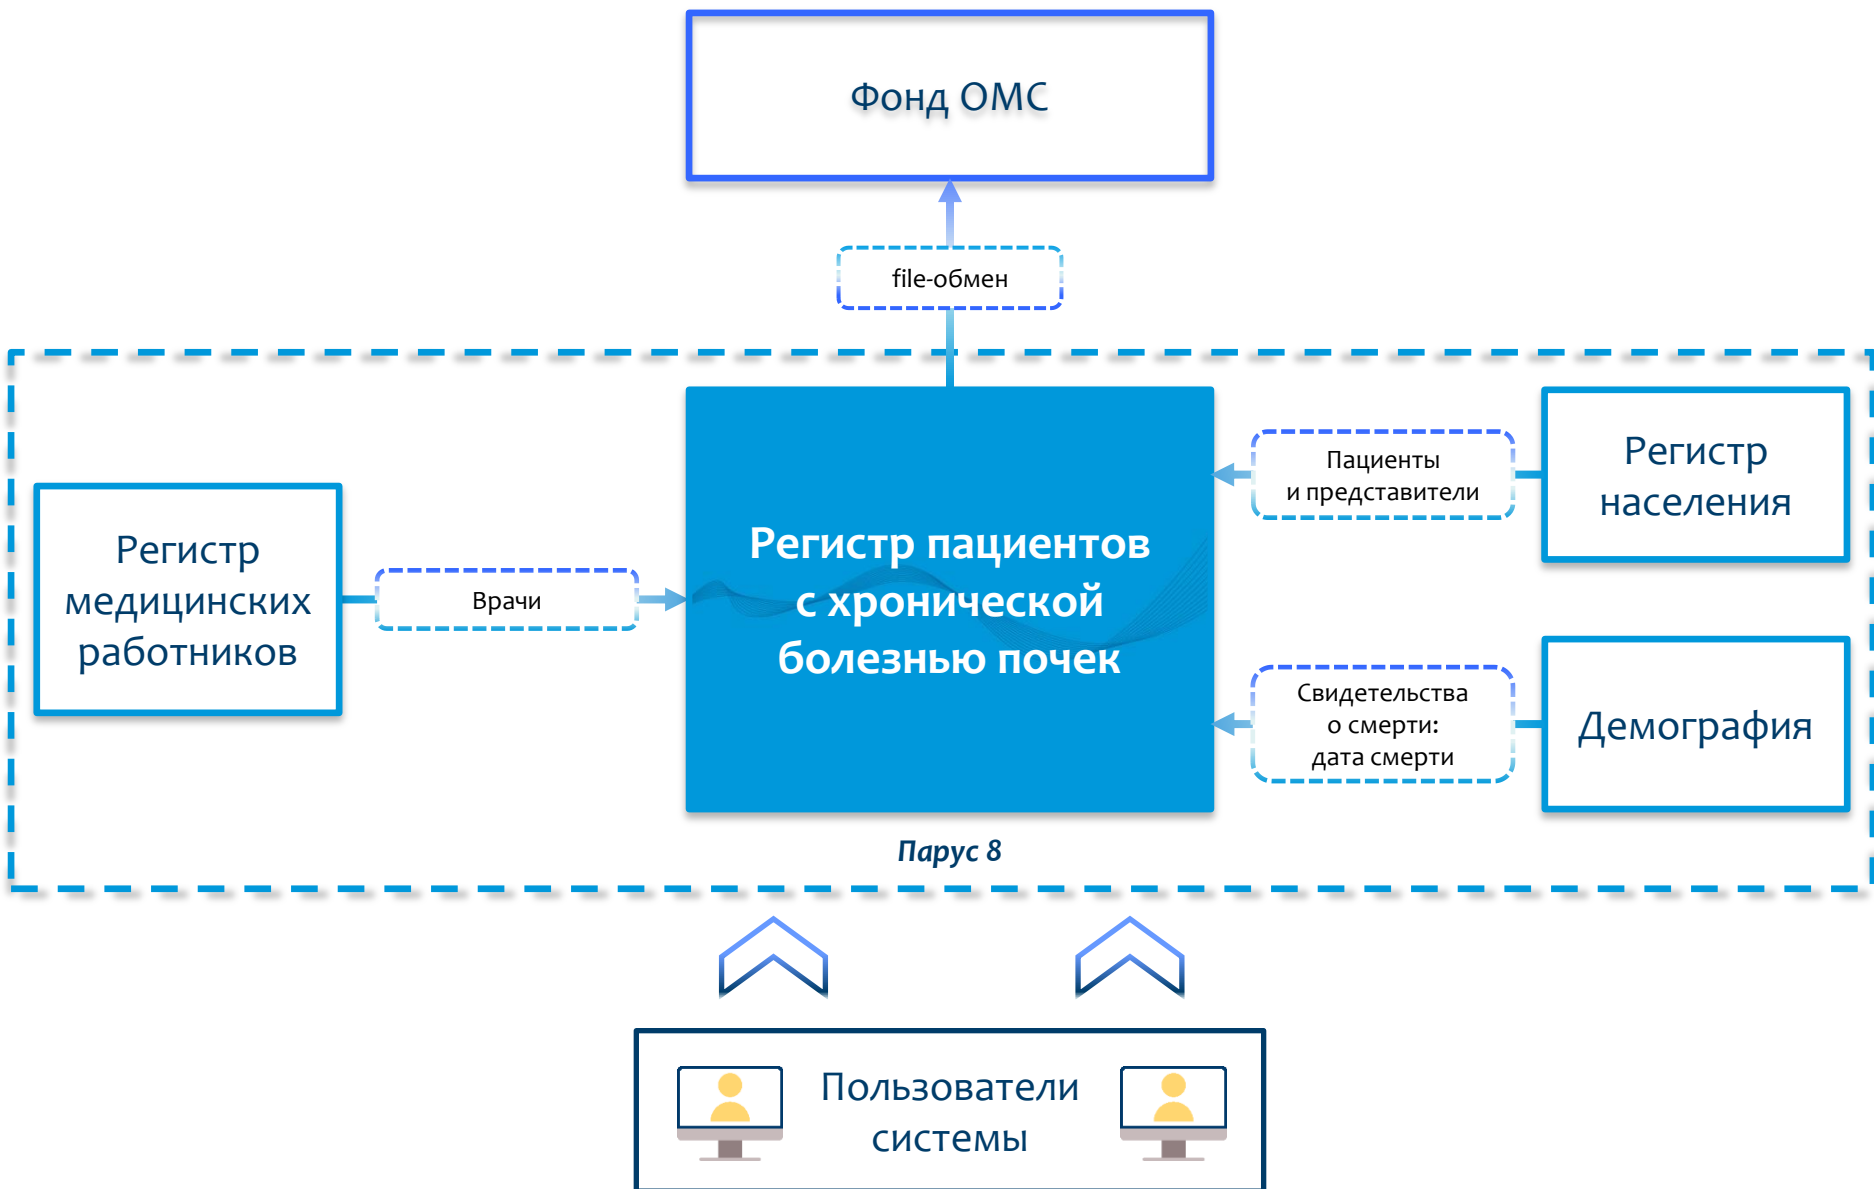 Фонд ОМС
file-обмен
Регистр
медицинских
работников
Врачи
Регистр пациентов
с хронической
болезнью почек
Пациенты
и представители
Регистр
населения
Свидетельства
о смерти:
дата смерти
Демография
Парус 8
Пользователи
системы